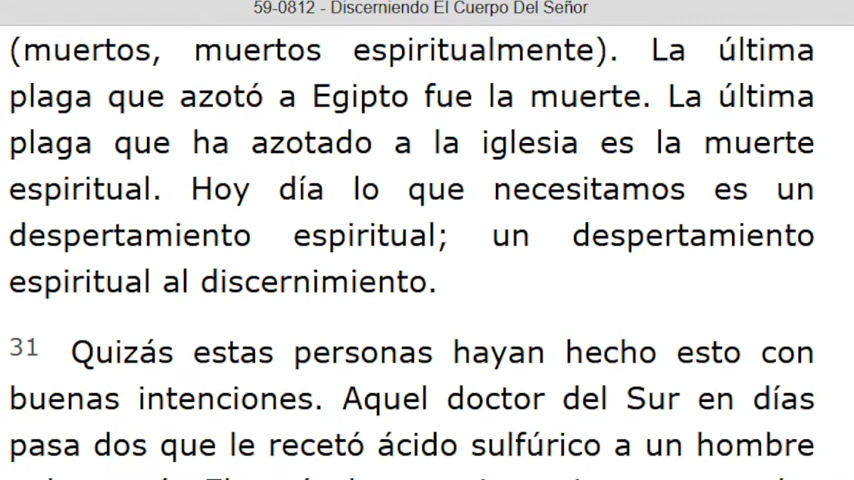 59-0812 - Discerniendo El Cuerpo Del Señor
(muertos, muertos espiritualmente). La última
plaga que azotó a Egipto fue la muerte. La última
plaga que ha azotado a la iglesia es la muerte
espiritual. Hoy día lo que necesitamos es un
despertamiento espiritual; un despertamiento
espiritual al discernimiento.
31 Quizás estas personas hayan hecho esto con
buenas intenciones. Aquel doctor del Sur en días
pasa dos que le recetó ácido sulfúrico a un hombre